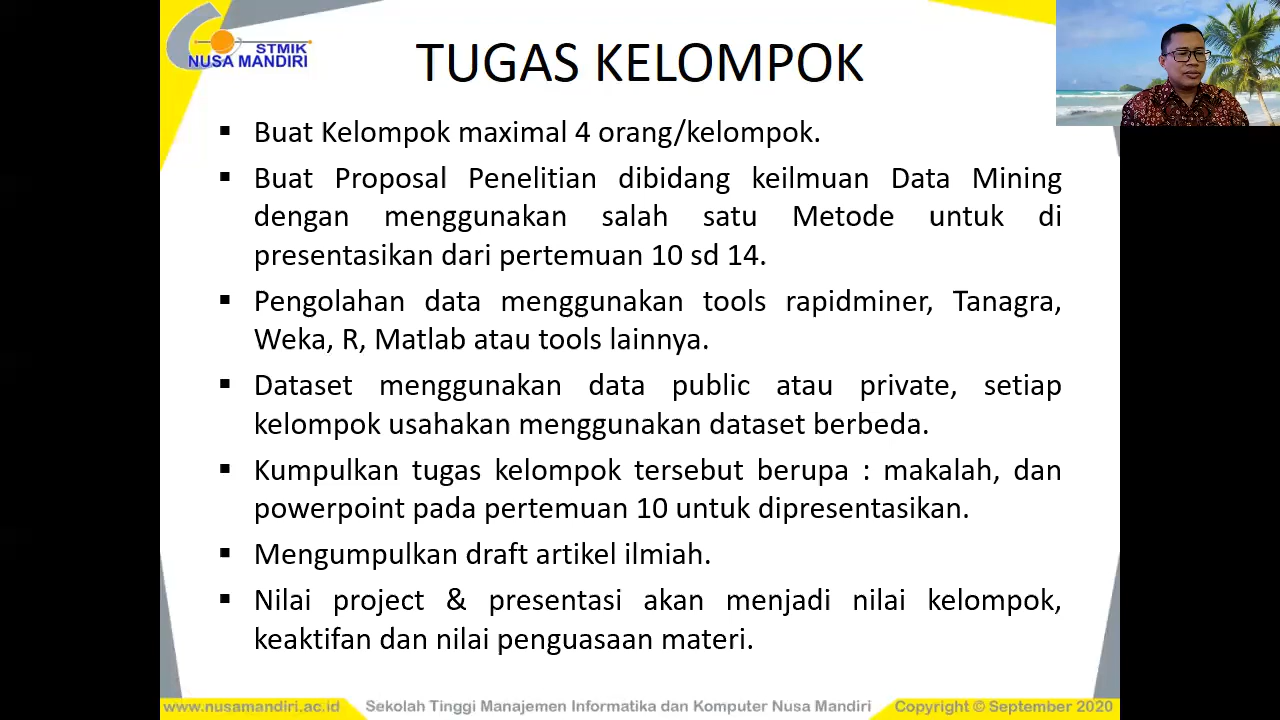 STMIK
NUSA MANDIRI
TUGAS KELOMPOK
▪ Buat Kelompok maximal 4 orang/kelompok.
▪ Buat Proposal Penelitian dibidang keilmuan Data Mining
dengan menggunakan salah satu Metode untuk di
presentasikan dari pertemuan 10 sd 14.
▪ Pengolahan data menggunakan tools rapidminer, Tanagra,
Weka, R, Matlab atau tools lainnya.
▪ Dataset menggunakan data public atau private, setiap
kelompok usahakan menggunakan dataset berbeda.
▪ Kumpulkan tugas kelompok tersebut berupa : makalah, dan
powerpoint pada pertemuan 10 untuk dipresentasikan.
▪ Mengumpulkan draft artikel ilmiah.
▪ Nilai project & presentasi akan menjadi nilai kelompok,
keaktifan dan nilai penguasaan materi.
www.nusamandiri.ac.id Sekolah Tinggi Manajemen Informatika dan Komputer Nusa Mandiri Copyright © September 2020